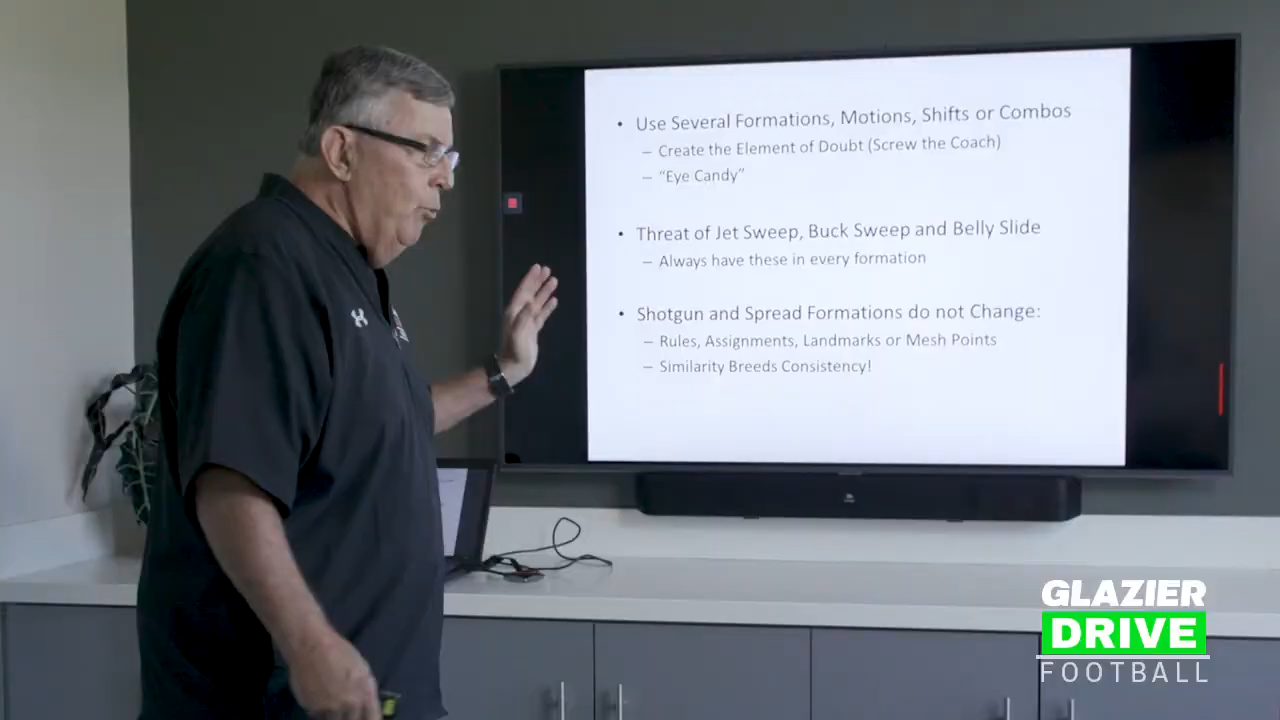 • Use Several Formations, Motions, Shifts or Combos
– Create the Element of Doubt (Screw the Coach)
– “Eye Candy”
• Threat of Jet Sweep, Buck Sweep and Belly Slide
– Always have these in every formation
• Shotgun and Spread Formations do not Change:
– Rules, Assignments, Landmarks or Mesh Points
– Similarity Breeds Consistency!
GLAZIER
DRIVE
FOOTBALL